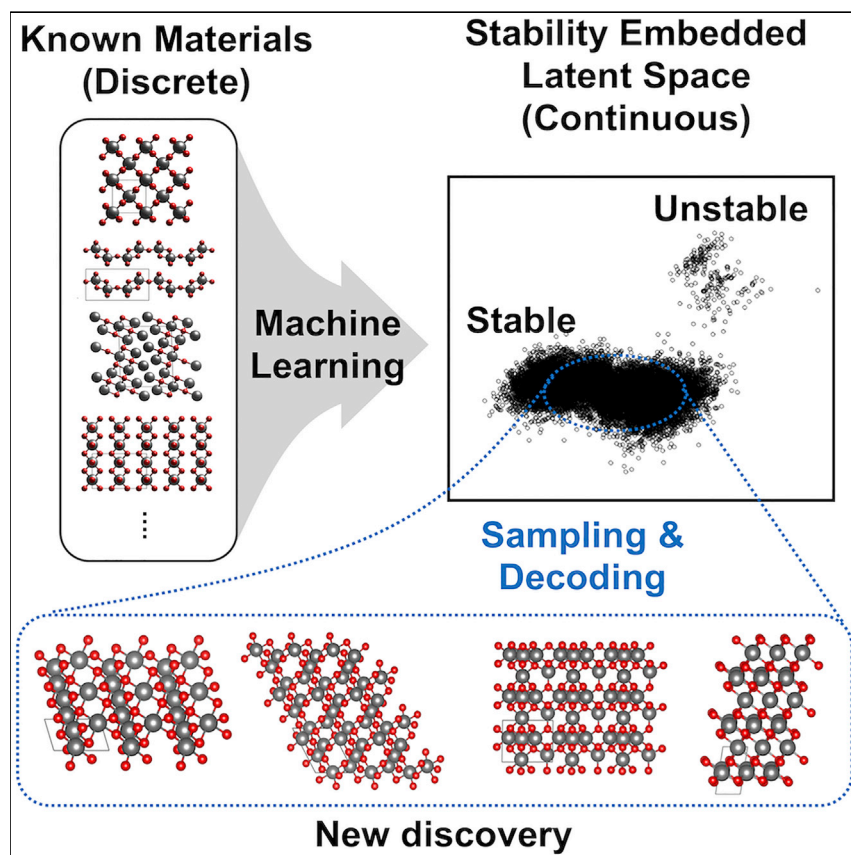 Known Materials
(Discrete)
Stability Embedded
Latent Space
(Continuous)
Machine
Learning
Unstable
Stable
Sampling &
Decoding
New discovery